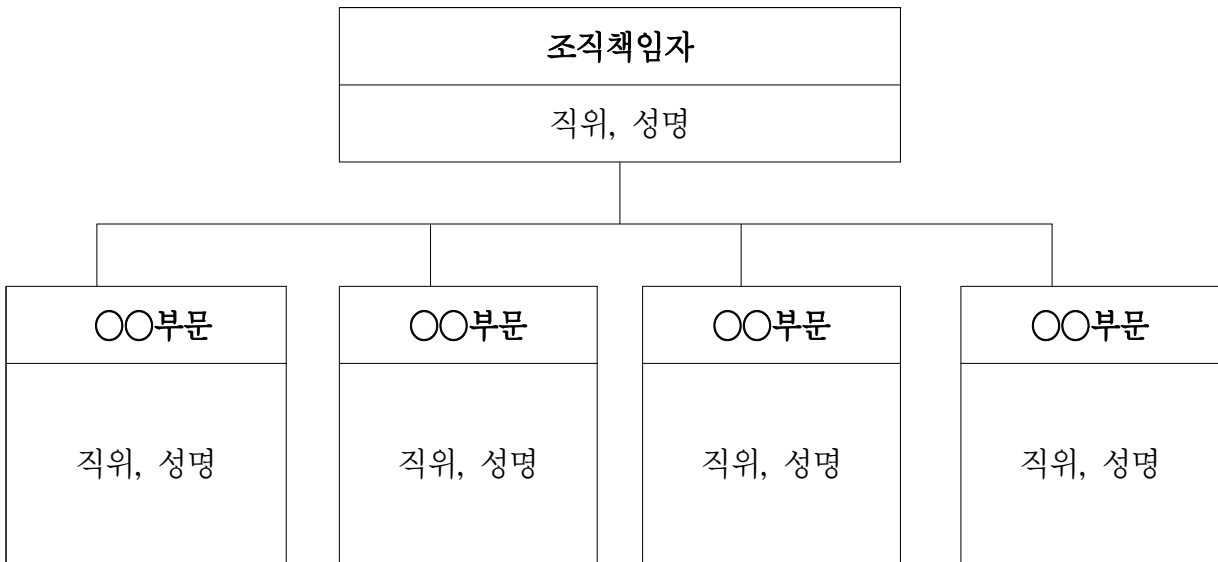 조직책임자
직위, 성명
○○부문 ○○부문 ○○부문 ○○부문
직위, 성명 직위, 성명 직위, 성명 직위, 성명